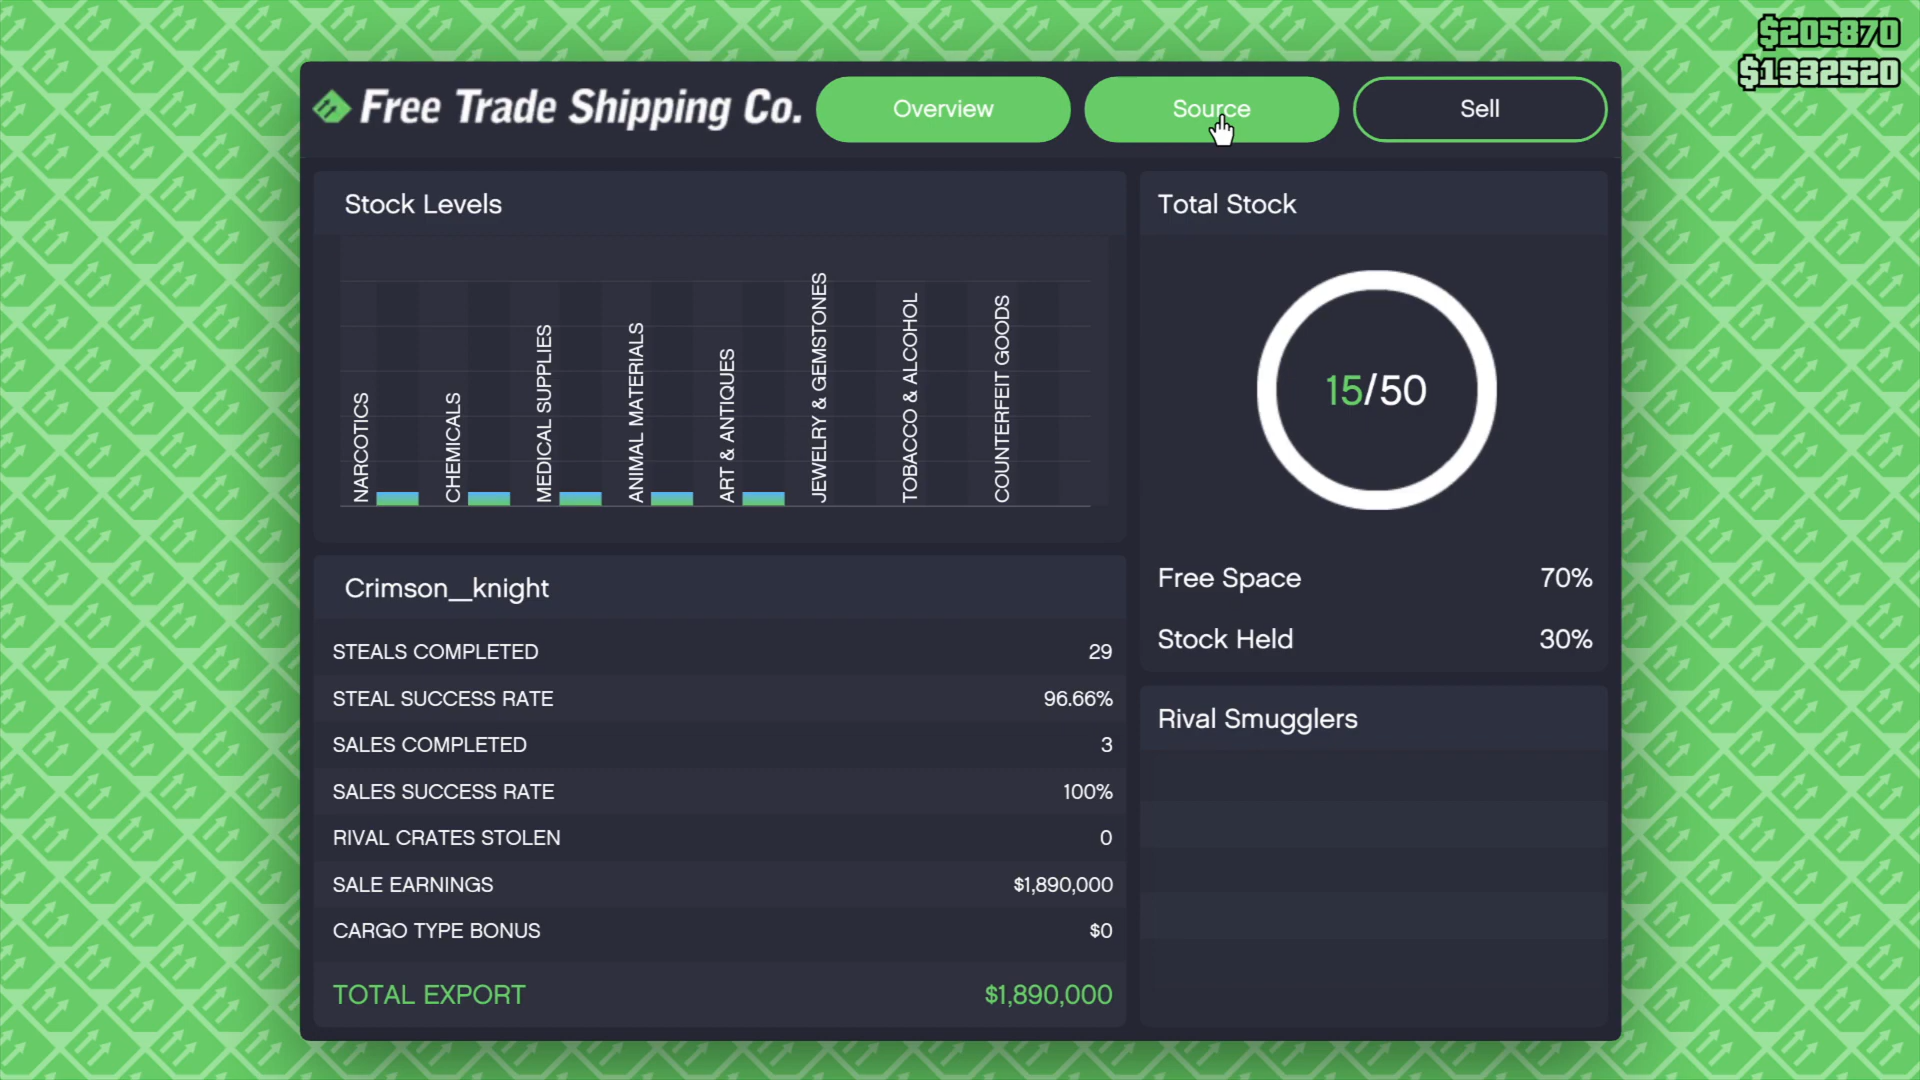 $205870
$1332520
Free Trade Shipping Co.
Overview
Source
Sell
Stock Levels
NARCOTICS
CHEMICALS
MEDICAL SUPPLIES
ANIMAL MATERIALS
ART & ANTIQUES
JEWELRY & GEMSTONES
TOBACCO & ALCOHOL
COUNTERFEIT GOODS
Total Stock
15/50
Free Space 70%
Stock Held 30%
Crimson__knight
STEALS COMPLETED 29
STEAL SUCCESS RATE 96.66%
SALES COMPLETED 3
SALES SUCCESS RATE 100%
RIVAL CRATES STOLEN 0
SALE EARNINGS $1,890,000
CARGO TYPE BONUS $0
TOTAL EXPORT $1,890,000
Rival Smugglers